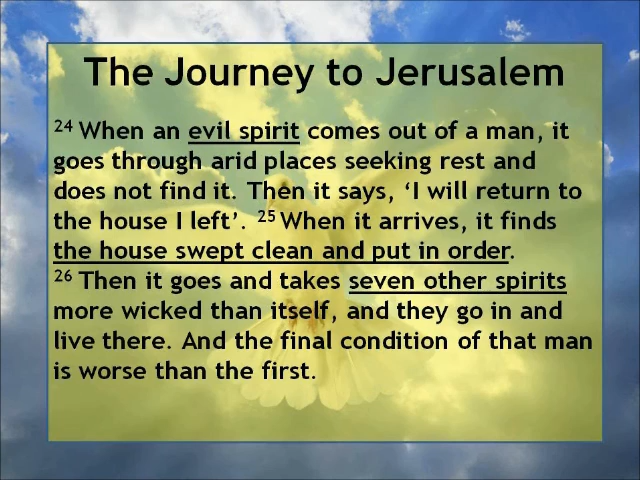 The Journey to Jerusalem
24 When an evil spirit comes out of a man, it
goes through arid places seeking rest and
does not find it. Then it says, ‘I will return to
the house I left’. 25 When it arrives, it finds
the house swept clean and put in order.
26 Then it goes and takes seven other spirits
more wicked than itself, and they go in and
live there. And the final condition of that man
is worse than the first.